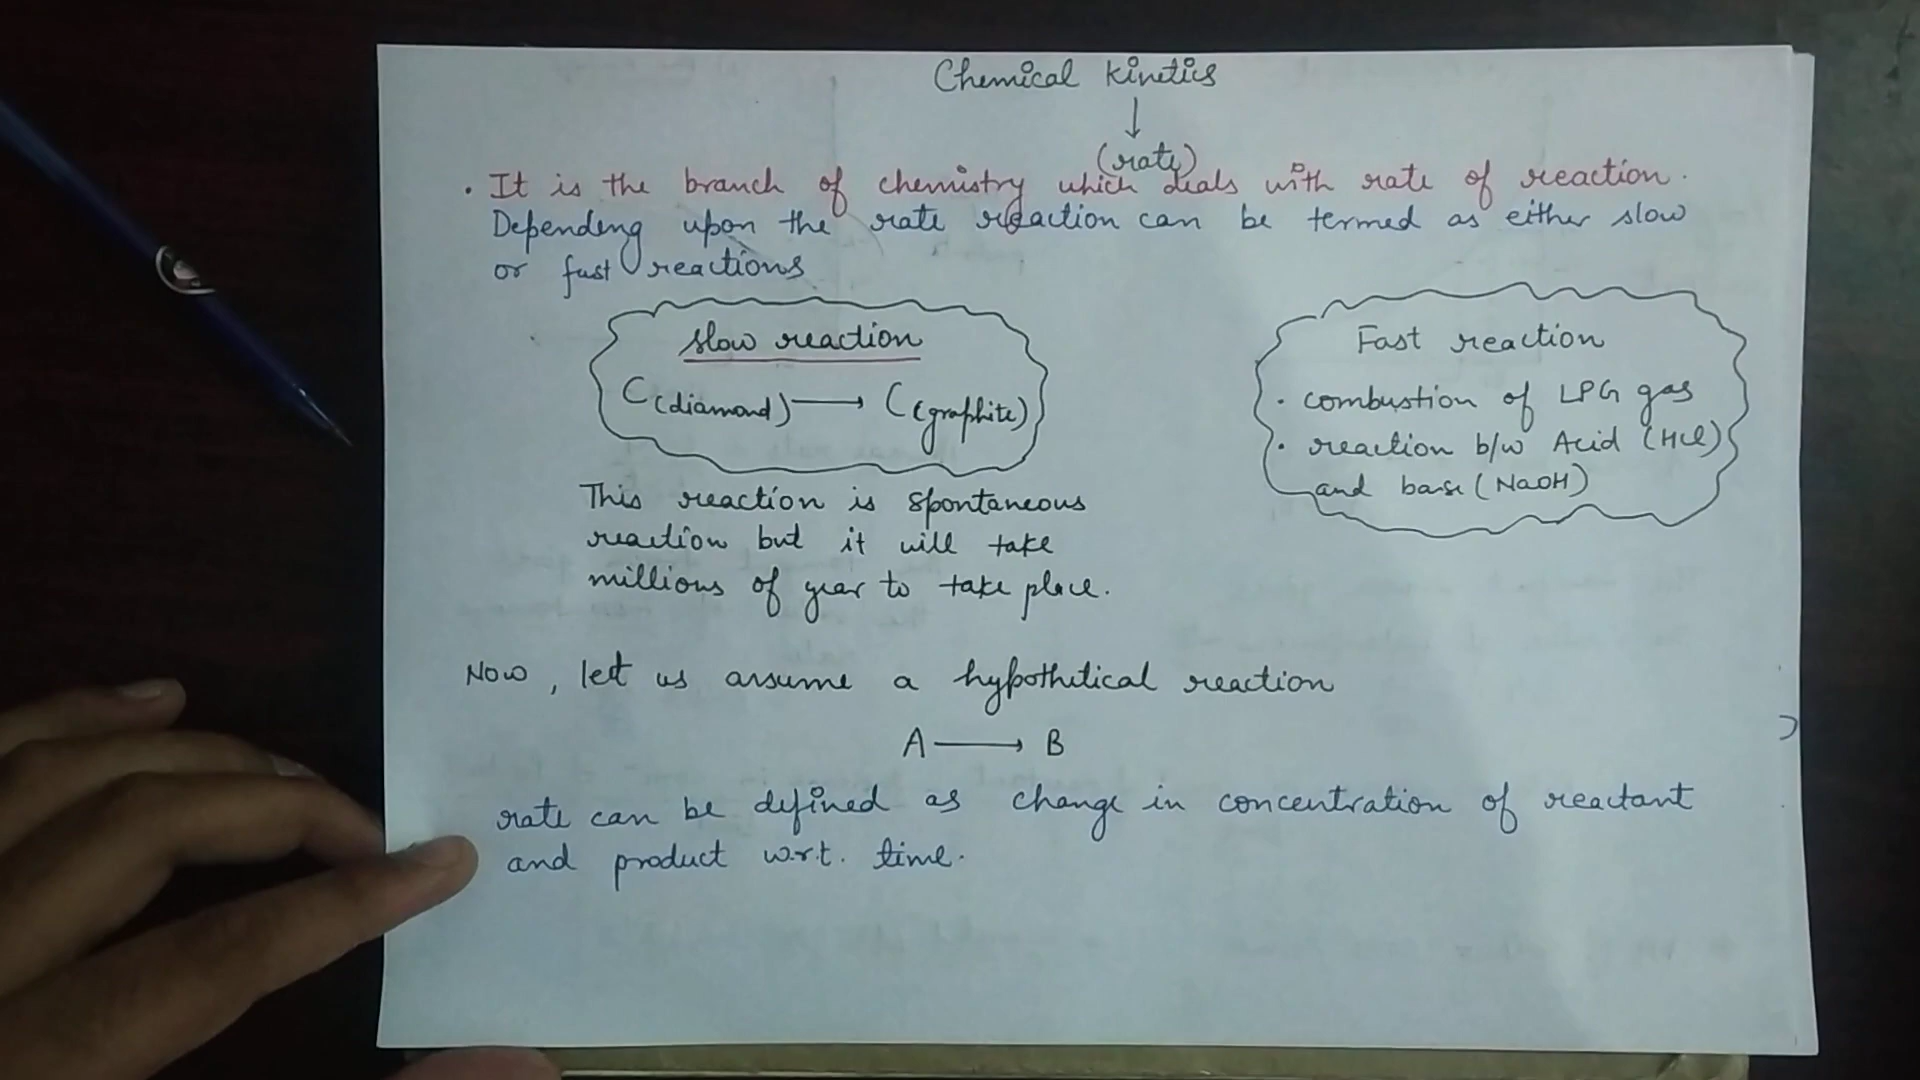 Chemical Kinetics
↓
(rate)
• It is the branch of chemistry which deals with rate of reaction.
Depending upon the rate reaction can be termed as either slow
or fast reactions
slow reaction
C(diamond) → C(graphite)
This reaction is spontaneous
reaction but it will take
millions of year to take place.
Fast reaction
• combustion of LPG gas
• reaction b/w Acid (HCl)
and base (NaOH)
Now, let us assume a hypothetical reaction
A → B
rate can be defined as change in concentration of reactant
and product w.r.t. time.